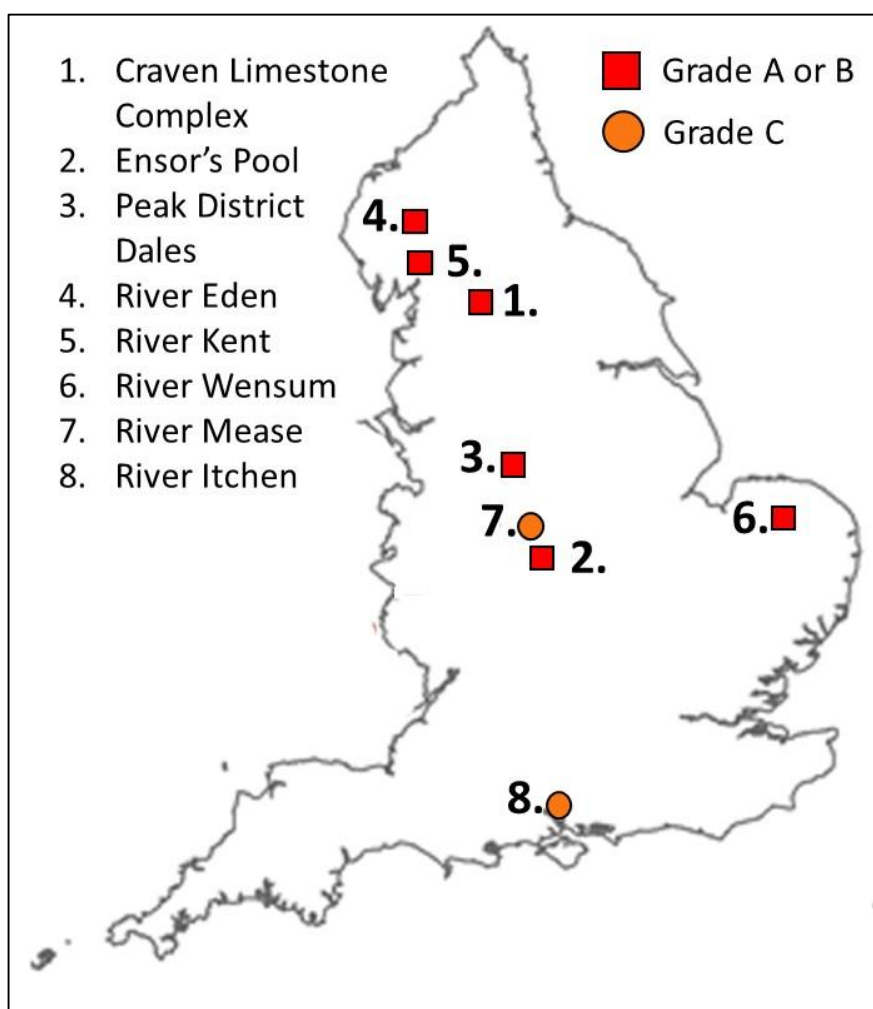 1. Craven Limestone
Complex
2. Ensor's Pool
3. Peak District
Dales
4. River Eden
5. River Kent
6. River Wensum
7. River Mease
8. River Itchen
Grade A or B
Grade C
4.
5.
1.
3.
7.
2.
6.
8.